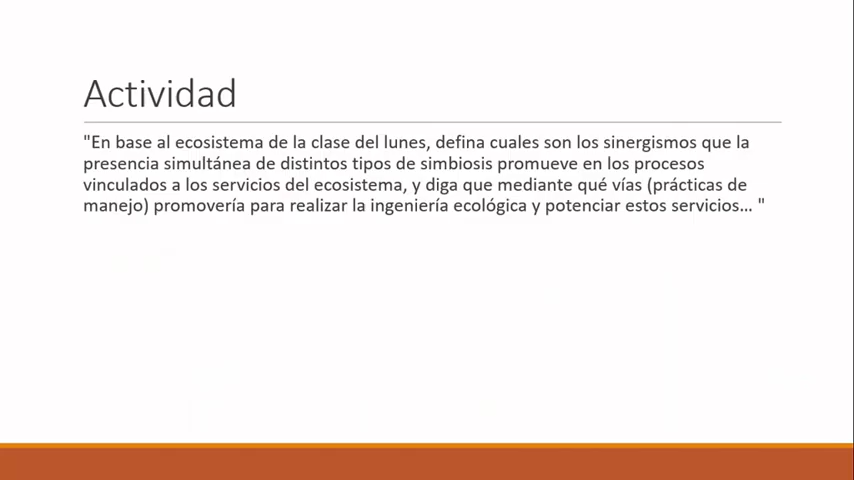 Actividad
"En base al ecosistema de la clase del lunes, defina cuales son los sinergismos que la
presencia simultánea de distintos tipos de simbiosis promueve en los procesos
vinculados a los servicios del ecosistema, y diga que mediante qué vías (prácticas de
manejo) promovería para realizar la ingeniería ecológica y potenciar estos servicios… "